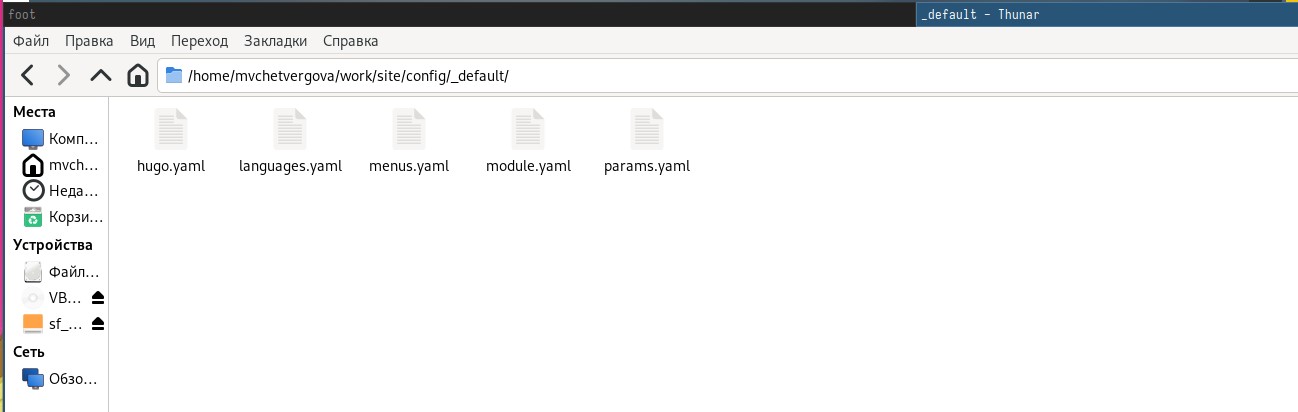 foot
_default - Thunar
Файл Правка Вид Переход Закладки Справка
/home/mvchetvergova/work/site/config/_default/
Места
Комп...
mvch...
Неда...
Корзи...
Устройства
Файл...
VB...
sf_...
Сеть
Обзо...
hugo.yaml languages.yaml menus.yaml module.yaml params.yaml